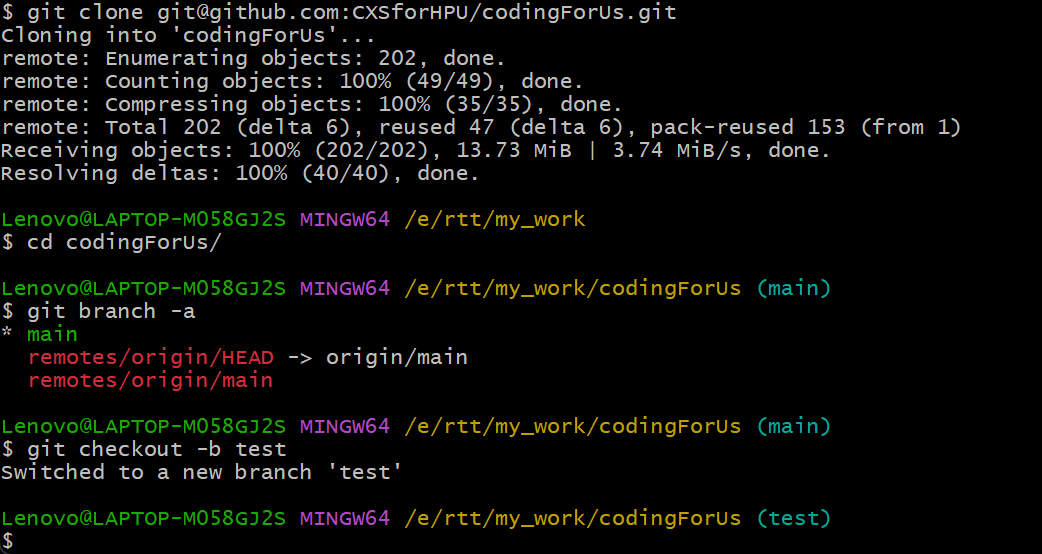 $ git clone git@github.com:CXSforHPU/codingForUs.git
Cloning into 'codingForUs'...
remote: Enumerating objects: 202, done.
remote: Counting objects: 100% (49/49), done.
remote: Compressing objects: 100% (35/35), done.
remote: Total 202 (delta 6), reused 47 (delta 6), pack-reused 153 (from 1)
Receiving objects: 100% (202/202), 13.73 MiB | 3.74 MiB/s, done.
Resolving deltas: 100% (40/40), done.
Lenovo@LAPTOP-MO58GJ2S MINGW64 /e/rtt/my_work
$ cd codingForUs/
Lenovo@LAPTOP-MO58GJ2S MINGW64 /e/rtt/my_work/codingForUs (main)
$ git branch -a
* main
remotes/origin/HEAD -> origin/main
remotes/origin/main
Lenovo@LAPTOP-MO58GJ2S MINGW64 /e/rtt/my_work/codingForUs (main)
$ git checkout -b test
Switched to a new branch 'test'
Lenovo@LAPTOP-MO58GJ2S MINGW64 /e/rtt/my_work/codingForUs (test)
$